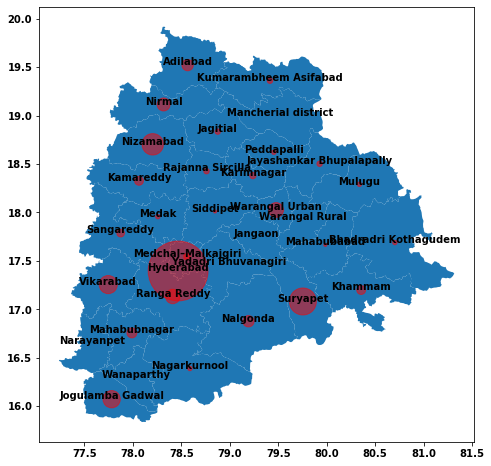 20.0
Adilabad
19.5
Kumarambheem Asifabad
Nirmal
Mancherial district
19.0
Jagitial
Nizamabad
Peddapalli
Jayashankar Bhupalapally
18.5
Rajanna Sircilla
Karimnagar
Kamareddy
Mulugu
Siddipet
Warangal Urban
Medak
Warangal Rural
18.0
Sangareddy
Jangaon
Mahabubabad
Bhadradri Kothagudem
Medchal-Malkajgiri
17.5
Yadadri Bhuvanagiri
Hyderabad
Vikarabad
Khammam
Ranga Reddy
Suryapet
17.0
Nalgonda
Mahabubnagar
Narayanpet
16.5
Nagarkurnool
Wanaparthy
Jogulamba Gadwal
16.0
77.5 78.0 78.5 79.0 79.5 80.0 80.5 81.0 81.5